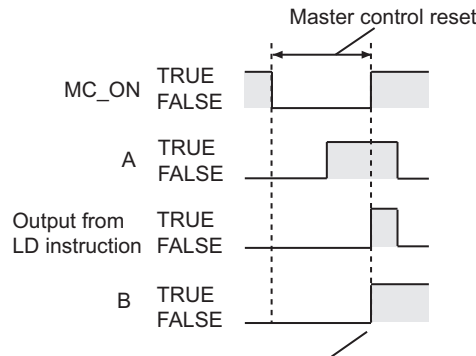 Master control reset
MC_ON
TRUE
FALSE
A
TRUE
FALSE
Output from
LD instruction
TRUE
FALSE
B
TRUE
FALSE